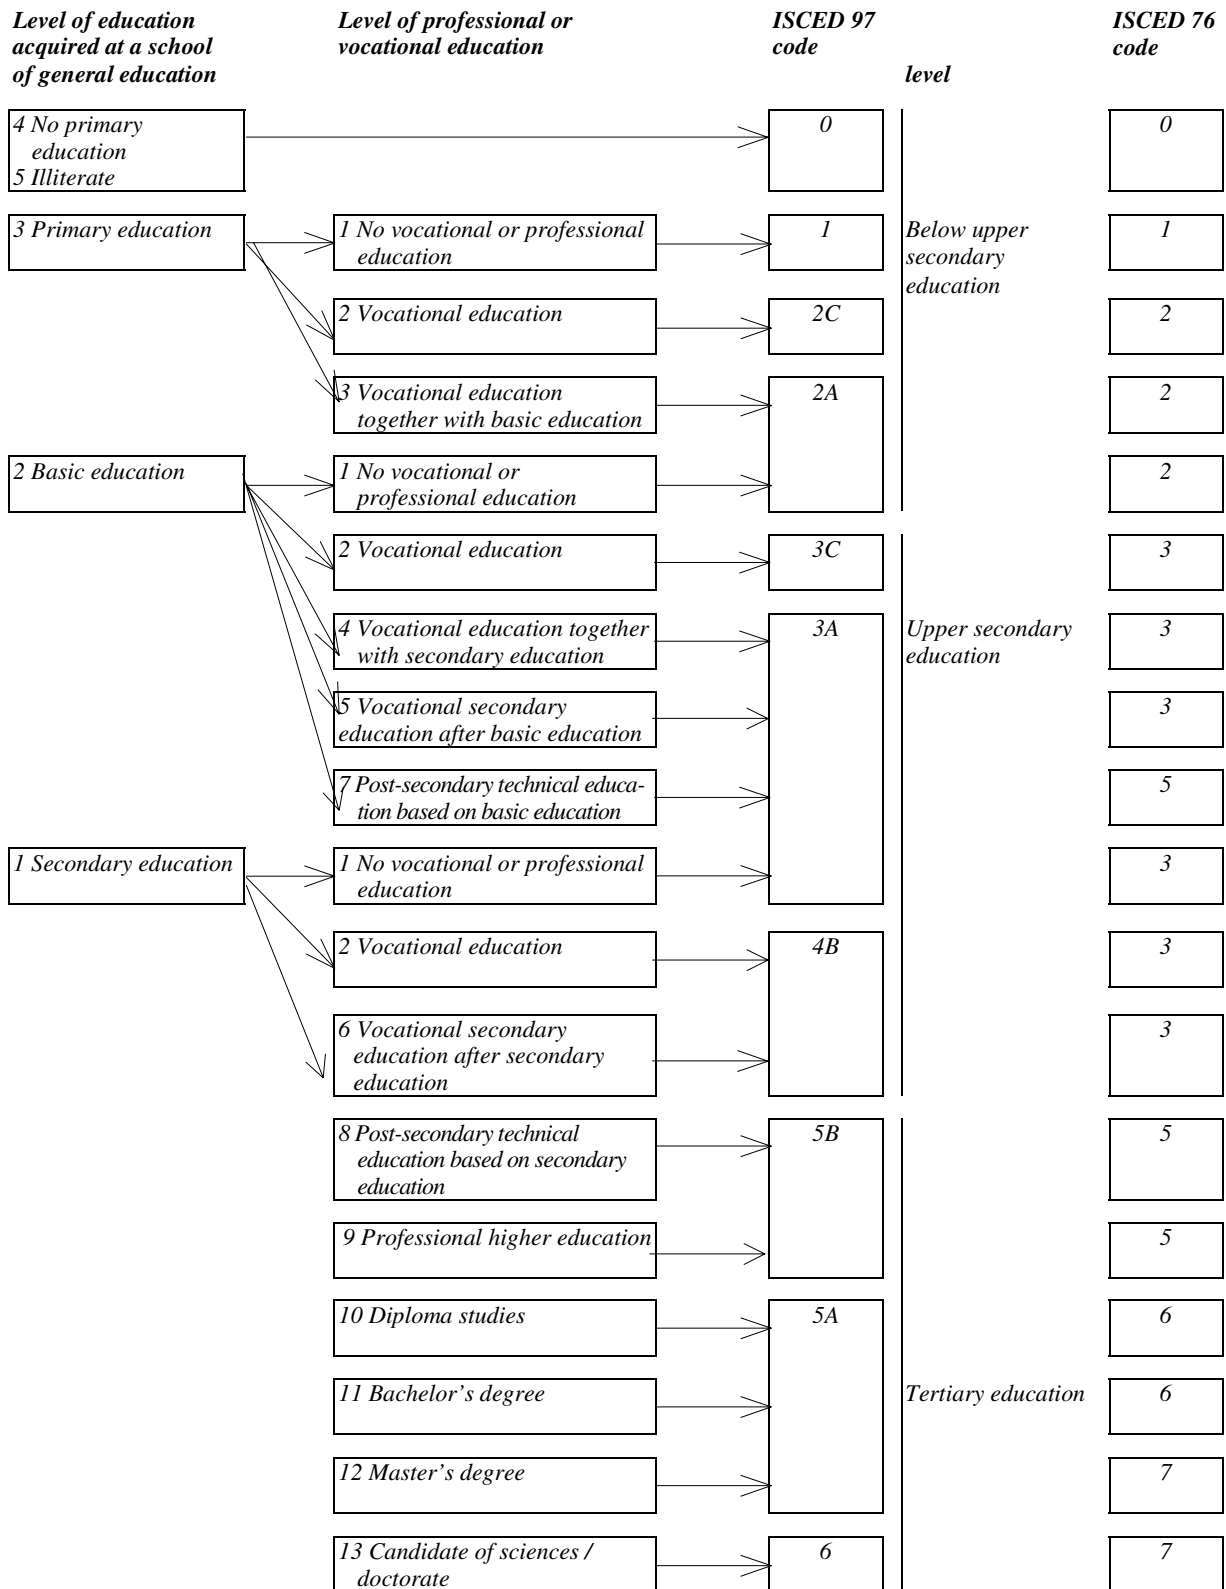 Level of education
acquired at a school
of general education
Level of professional or
vocational education
ISCED 97
code
level
ISCED 76
code
4 No primary
education
5 Illiterate
0
0
3 Primary education
1 No vocational or professional
education
1
Below upper
secondary
education
1
2 Vocational education
2C
2
3 Vocational education
together with basic education
2A
2
2 Basic education
1 No vocational or
professional education
2
2 Vocational education
3C
3
4 Vocational education together
with secondary education
3A
Upper secondary
education
3
5 Vocational secondary
education after basic education
3
7 Post-secondary technical educa-
tion based on basic education
5
1 Secondary education
1 No vocational or professional
education
3
2 Vocational education
4B
3
6 Vocational secondary
education after secondary
education
3
8 Post-secondary technical
education based on secondary
education
5B
5
9 Professional higher education
5
10 Diploma studies
5A
6
11 Bachelor's degree
Tertiary education
6
12 Master's degree
7
13 Candidate of sciences /
doctorate
6
7